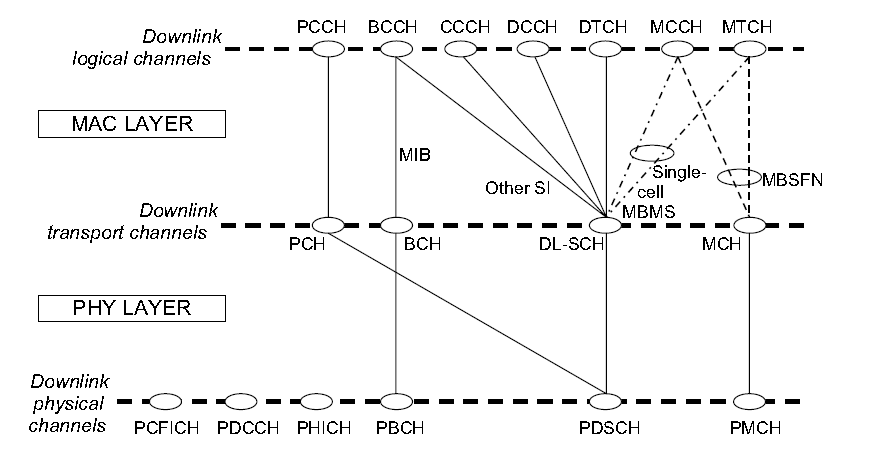 PCCH BCCH CCCH DCCH DTCH MCCH MTCH
Downlink
logical channels
MAC LAYER
MIB
Other SI
Single-
cell
MBMS
MBSFN
Downlink
transport channels
PCH BCH DL-SCH MCH
PHY LAYER
Downlink
physical
channels
PCFICH PDCCH PHICH PBCH PDSCH PMCH